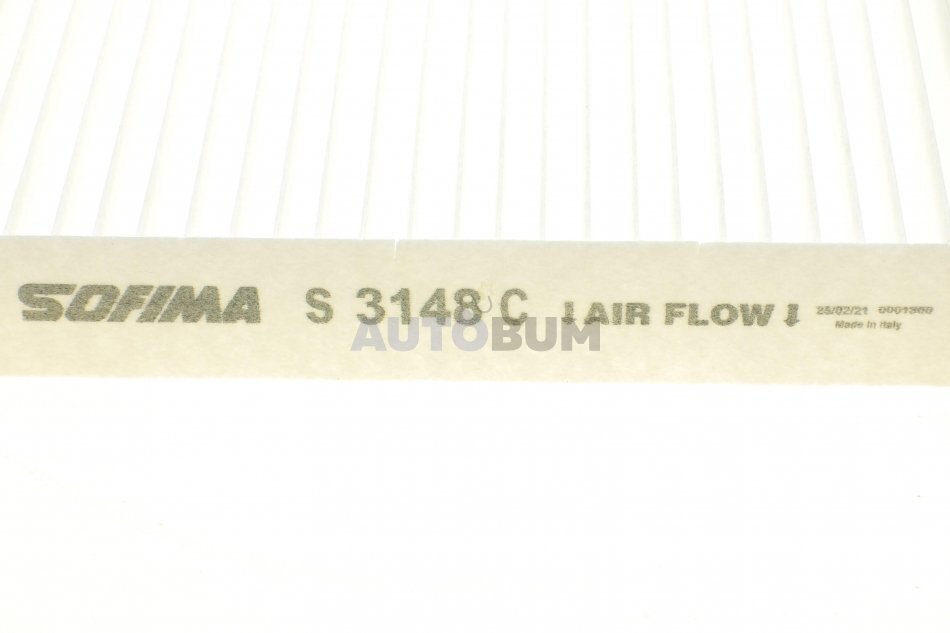 SOFIMA S 3148 C ↓ AIR FLOW ↓ 25/02/21
Made in Italy
AUTOBUM